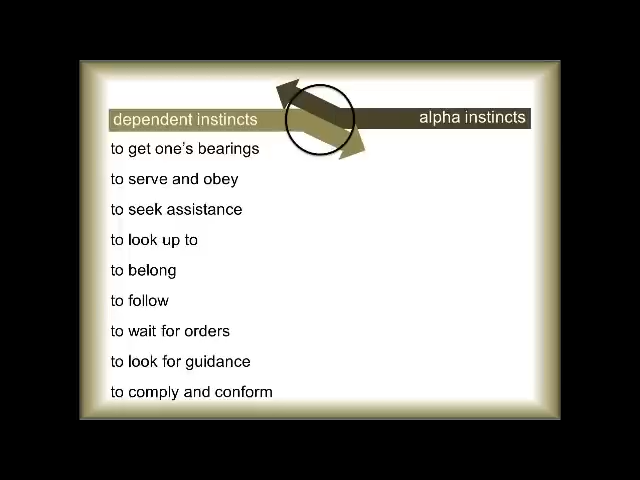 dependent instincts
alpha instincts
to get one's bearings
to serve and obey
to seek assistance
to look up to
to belong
to follow
to wait for orders
to look for guidance
to comply and conform